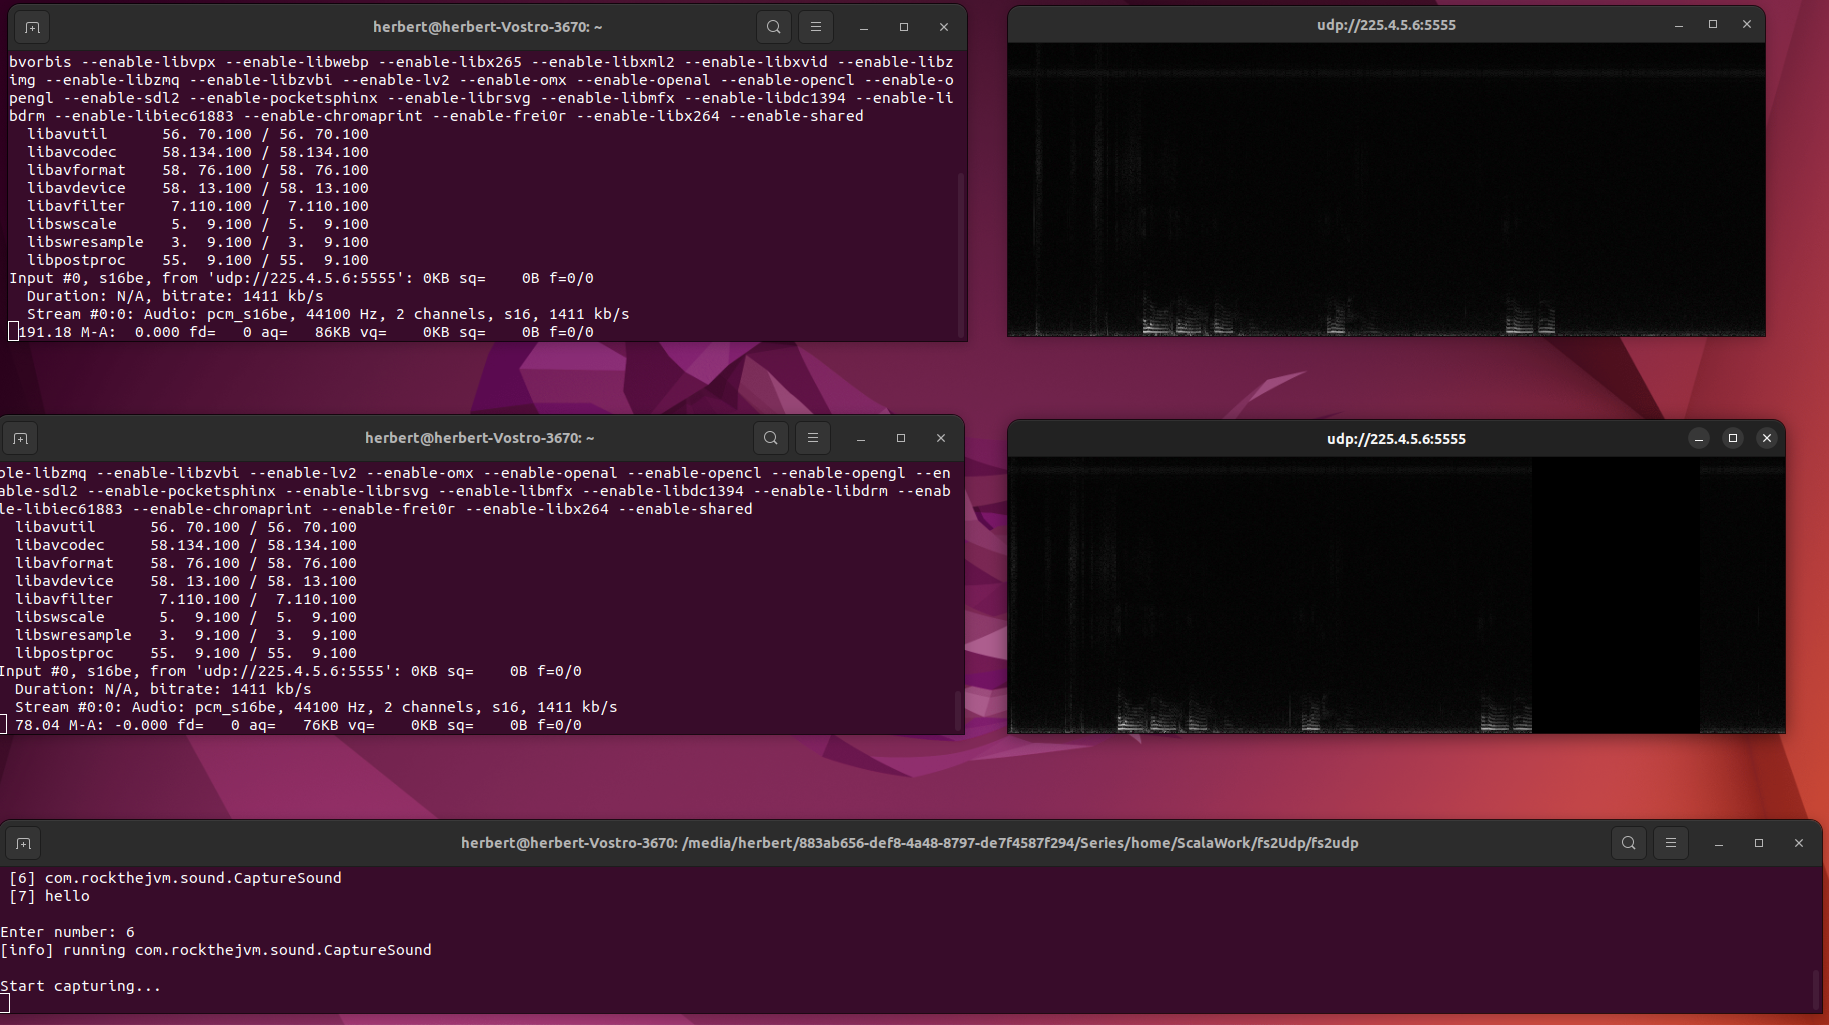 herbert@herbert-Vostro-3670: ~
bvorbis --enable-libvpx --enable-libwebp --enable-libx265 --enable-libxml2 --enable-libxvid --enable-libz
img --enable-libzmq --enable-libzvbi --enable-lv2 --enable-omx --enable-openal --enable-opencl --enable-o
pengl --enable-sdl2 --enable-pocketsphinx --enable-librsvg --enable-libmfx --enable-libdc1394 --enable-li
bdrm --enable-libiec61883 --enable-chromaprint --enable-frei0r --enable-libx264 --enable-shared
libavutil      56. 70.100 / 56. 70.100
libavcodec     58.134.100 / 58.134.100
libavformat    58. 76.100 / 58. 76.100
libavdevice    58. 13.100 / 58. 13.100
libavfilter     7.110.100 /  7.110.100
libswscale      5.  9.100 /  5.  9.100
libswresample   3.  9.100 /  3.  9.100
libpostproc    55.  9.100 / 55.  9.100
Input #0, s16be, from 'udp://225.4.5.6:5555': 0KB sq=    0B f=0/0
Duration: N/A, bitrate: 1411 kb/s
Stream #0:0: Audio: pcm_s16be, 44100 Hz, 2 channels, s16, 1411 kb/s
191.18 M-A:  0.000 fd=   0 aq=   86KB vq=    0KB sq=    0B f=0/0
udp://225.4.5.6:5555
herbert@herbert-Vostro-3670: ~
ble-libzmq --enable-libzvbi --enable-lv2 --enable-omx --enable-openal --enable-opencl --enable-opengl --en
able-sdl2 --enable-pocketsphinx --enable-librsvg --enable-libmfx --enable-libdc1394 --enable-libdrm --enab
le-libiec61883 --enable-chromaprint --enable-frei0r --enable-libx264 --enable-shared
libavutil      56. 70.100 / 56. 70.100
libavcodec     58.134.100 / 58.134.100
libavformat    58. 76.100 / 58. 76.100
libavdevice    58. 13.100 / 58. 13.100
libavfilter     7.110.100 /  7.110.100
libswscale      5.  9.100 /  5.  9.100
libswresample   3.  9.100 /  3.  9.100
libpostproc    55.  9.100 / 55.  9.100
Input #0, s16be, from 'udp://225.4.5.6:5555': 0KB sq=    0B f=0/0
Duration: N/A, bitrate: 1411 kb/s
Stream #0:0: Audio: pcm_s16be, 44100 Hz, 2 channels, s16, 1411 kb/s
78.04 M-A: -0.000 fd=   0 aq=   76KB vq=    0KB sq=    0B f=0/0
udp://225.4.5.6:5555
herbert@herbert-Vostro-3670: /media/herbert/883ab656-def8-4a48-8797-de7f4587f294/Series/home/ScalaWork/fs2Udp/fs2udp
[6] com.rockthejvm.sound.CaptureSound
[7] hello
Enter number: 6
[info] running com.rockthejvm.sound.CaptureSound
Start capturing...